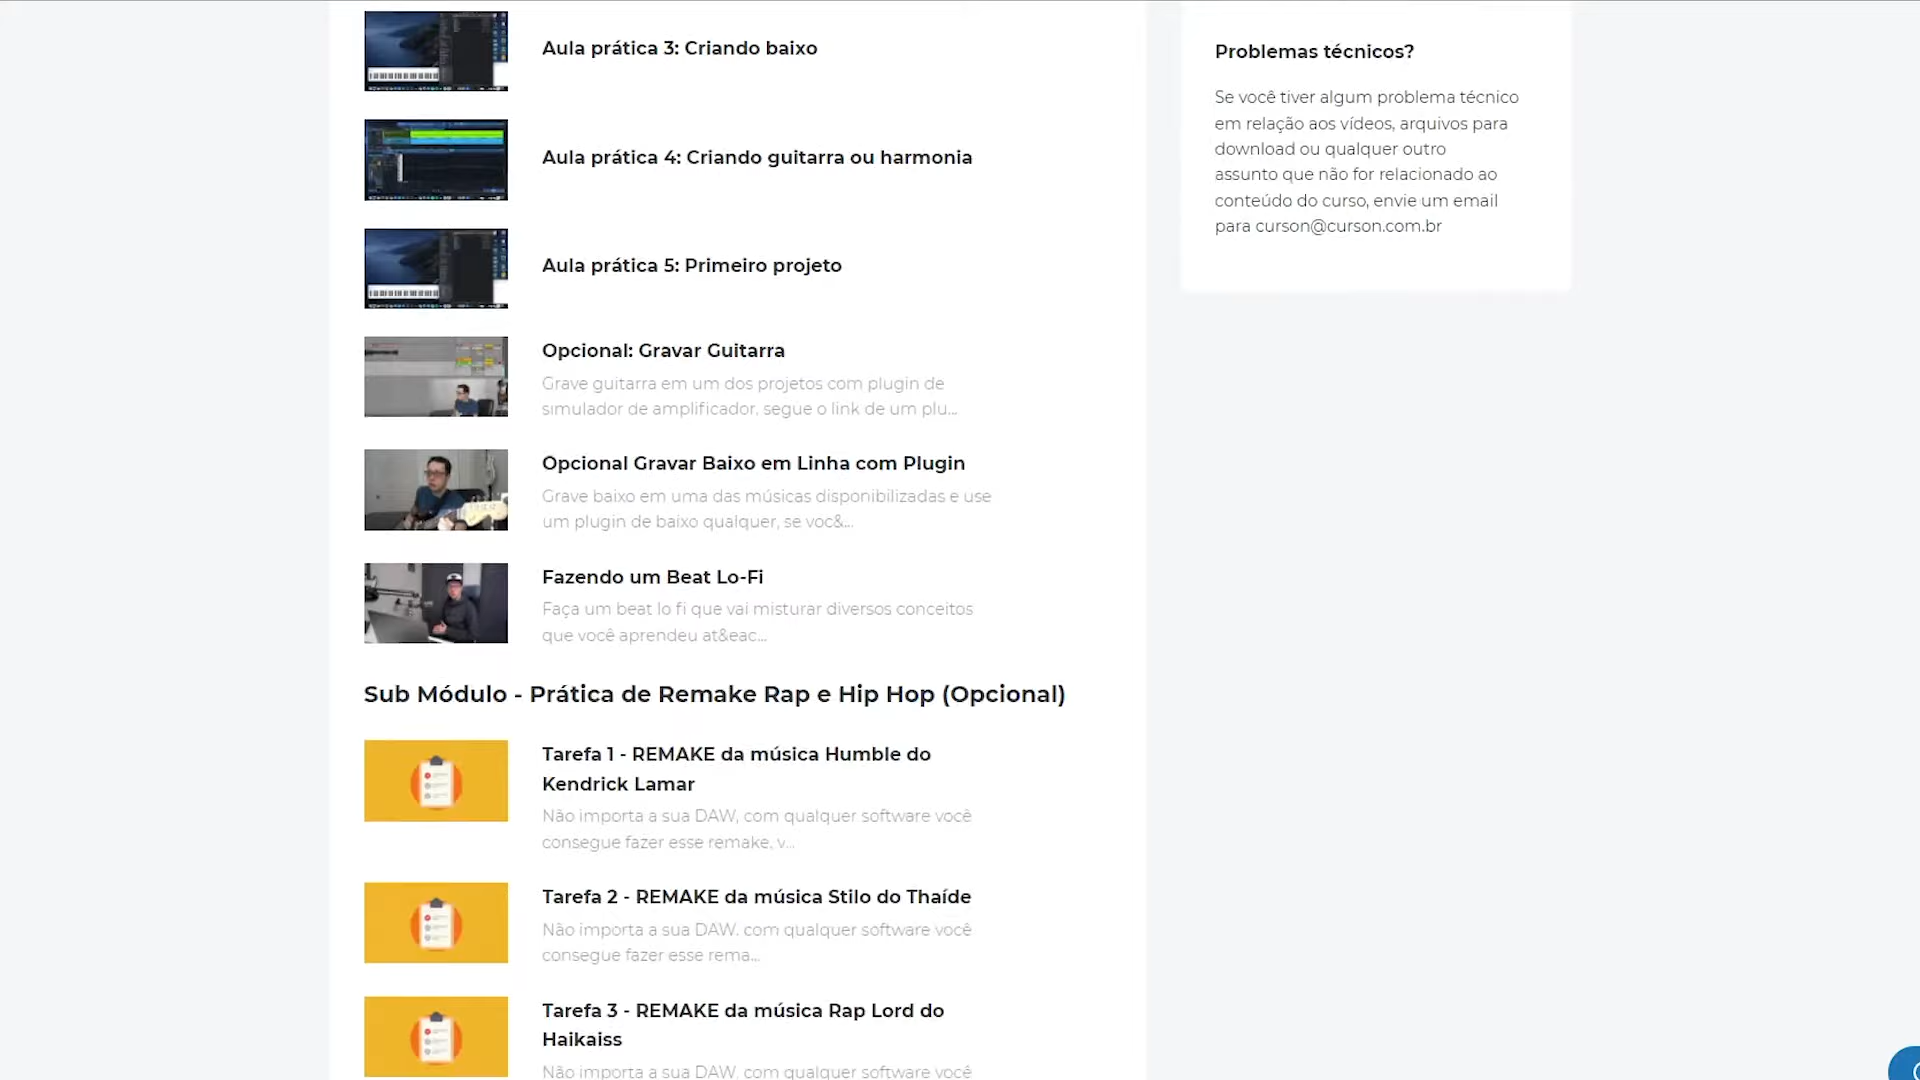 Aula prática 3: Criando baixo
Aula prática 4: Criando guitarra ou harmonia
Aula prática 5: Primeiro projeto
Opcional: Gravar Guitarra
Grave guitarra em um dos projetos com plugin de
simulador de amplificador, segue o link de um plu...
Opcional Gravar Baixo em Linha com Plugin
Grave baixo em uma das músicas disponibilizadas e use
um plugin de baixo qualquer, se voc&...
Fazendo um Beat Lo-Fi
Faça um beat lo fi que vai misturar diversos conceitos
que você aprendeu at&eac...
Sub Módulo - Prática de Remake Rap e Hip Hop (Opcional)
Tarefa 1 - REMAKE da música Humble do
Kendrick Lamar
Não importa a sua DAW, com qualquer software você
consegue fazer esse remake, v...
Tarefa 2 - REMAKE da música Stilo do Thaíde
Não importa a sua DAW, com qualquer software você
consegue fazer esse rema...
Tarefa 3 - REMAKE da música Rap Lord do
Haikaiss
Não importa a sua DAW, com qualquer software você
Problemas técnicos?
Se você tiver algum problema técnico
em relação aos vídeos, arquivos para
download ou qualquer outro
assunto que não for relacionado ao
conteúdo do curso, envie um email
para curson@curson.com.br